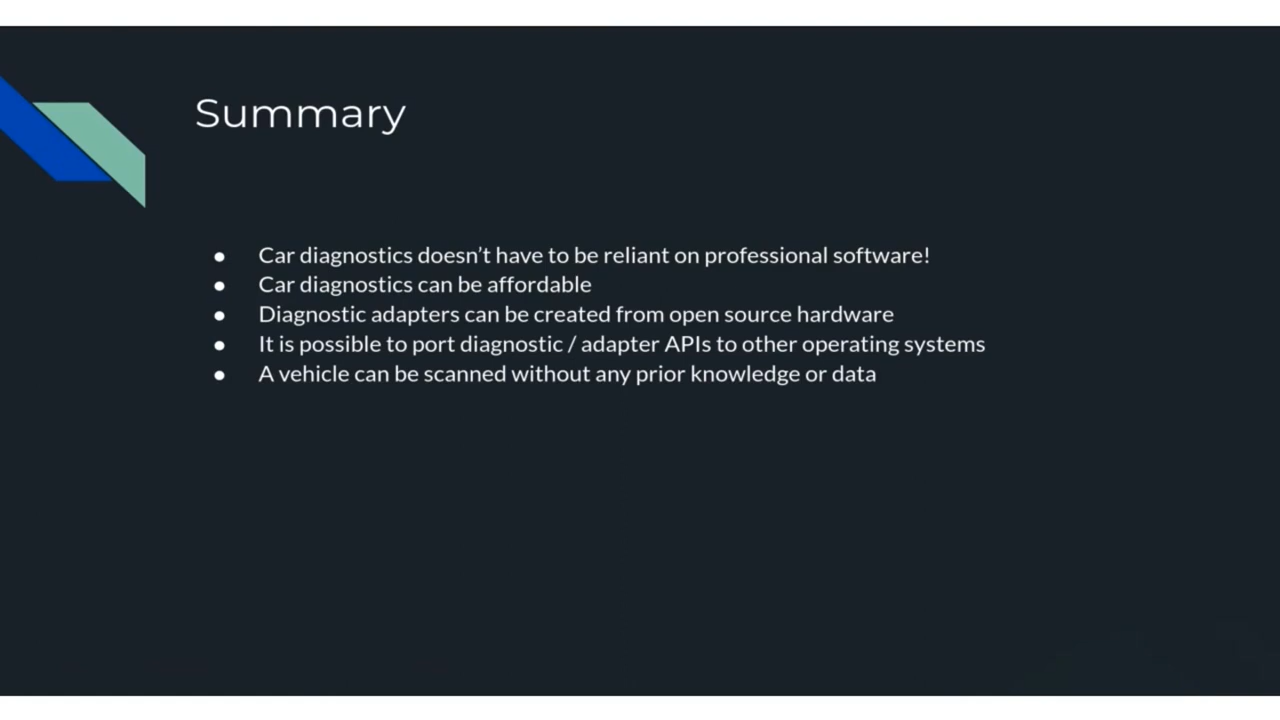 Summary
● Car diagnostics doesn’t have to be reliant on professional software!
● Car diagnostics can be affordable
● Diagnostic adapters can be created from open source hardware
● It is possible to port diagnostic / adapter APIs to other operating systems
● A vehicle can be scanned without any prior knowledge or data